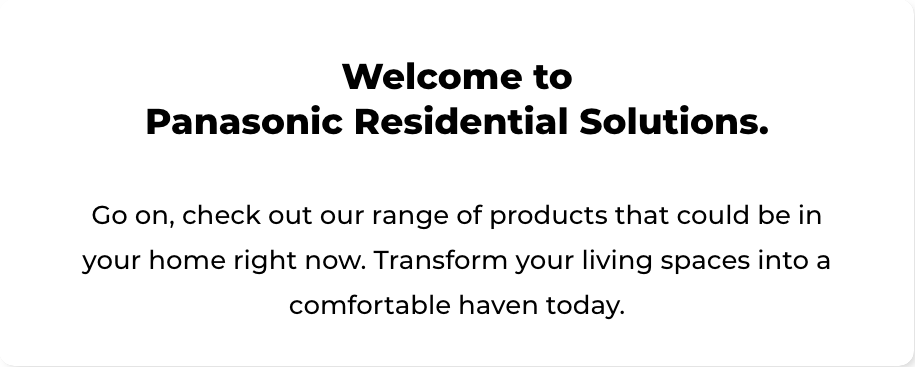 Welcome to
Panasonic Residential Solutions.
Go on, check out our range of products that could be in
your home right now. Transform your living spaces into a
comfortable haven today.